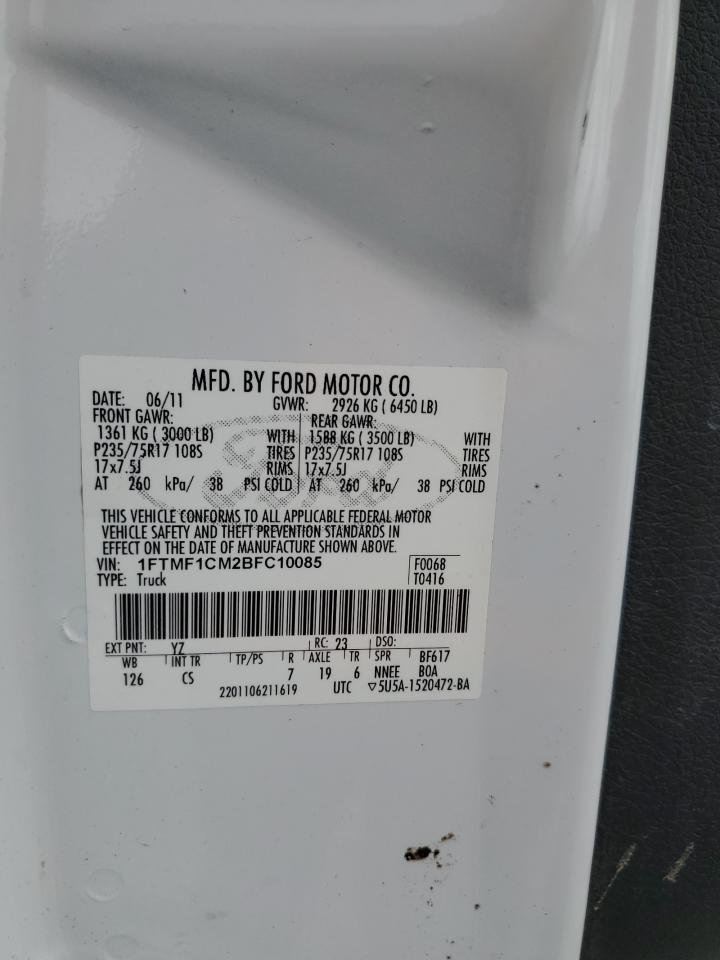 MFD. BY FORD MOTOR CO.
DATE: 06/11 GVWR: 2926 KG ( 6450 LB)
FRONT GAWR: REAR GAWR:
1361 KG ( 3000 LB) WITH 1588 KG ( 3500 LB) WITH
P235/75R17 108S TIRES P235/75R17 108S TIRES
17x7.5J RIMS 17x7.5J RIMS
AT 260 kPa/ 38 PSI COLD AT 260 kPa/ 38 PSI COLD
Ford
THIS VEHICLE CONFORMS TO ALL APPLICABLE FEDERAL MOTOR
VEHICLE SAFETY AND THEFT PREVENTION STANDARDS IN
EFFECT ON THE DATE OF MANUFACTURE SHOWN ABOVE.
VIN: 1FTMF1CM2BFC10085 F0068
TYPE: Truck T0416
EXT PNT: YZ RC: 23 DSO:
WB INT TR TP/PS R AXLE TR SPR BF617
126 CS 7 19 6 NNEE BOA
2201106211619 UTC ▽5U5A-1520472-BA